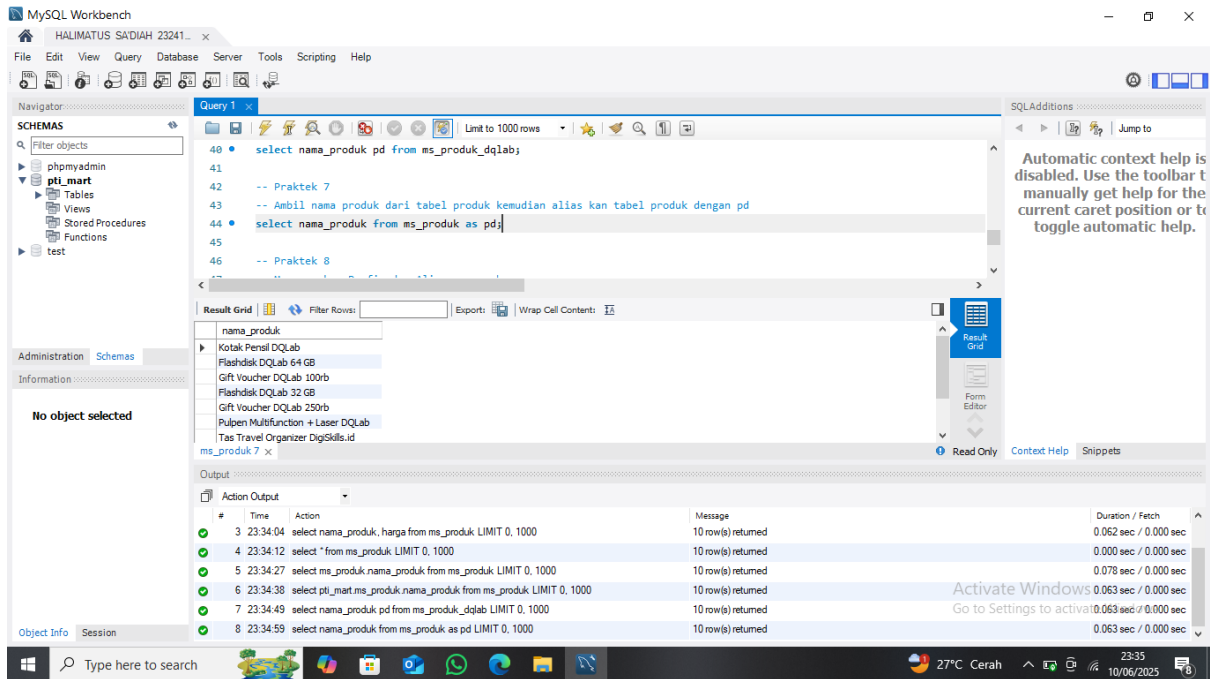 MySQL Workbench
HALIMATUS SA'DIAH 23241...
File Edit View Query Database Server Tools Scripting Help
Navigator
SCHEMAS
Filter objects
phpmyadmin
pti_mart
Tables
Views
Stored Procedures
Functions
test
Administration Schemas
Information
No object selected
Object Info Session
Query 1
Limit to 1000 rows
40 select nama_produk pd from ms_produk_dqlab;
41
42 -- Praktek 7
43 -- Ambil nama produk dari tabel produk kemudian alias kan tabel produk dengan pd
44 select nama_produk from ms_produk as pd;
45
46 -- Praktek 8
Result Grid Filter Rows: Export: Wrap Cell Content:
nama_produk
Kotak Pensil DQLab
Flashdisk DQLab 64 GB
Gift Voucher DQLab 100rb
Flashdisk DQLab 32 GB
Gift Voucher DQLab 250rb
Pulpen Multifunction + Laser DQLab
Tas Travel Organizer DigiSkills.id
Result Grid
Form Editor
ms_produk 7
Read Only
SQLAdditions
Jump to
Automatic context help is
disabled. Use the toolbar t
manually get help for the
current caret position or to
toggle automatic help.
Context Help Snippets
Output
Action Output
# Time Action Message Duration / Fetch
3 23:34:04 select nama_produk, harga from ms_produk LIMIT 0, 1000 10 row(s) returned 0.062 sec / 0.000 sec
4 23:34:12 select * from ms_produk LIMIT 0, 1000 10 row(s) returned 0.000 sec / 0.000 sec
5 23:34:27 select ms_produk.nama_produk from ms_produk LIMIT 0, 1000 10 row(s) returned 0.078 sec / 0.000 sec
6 23:34:38 select pti_mart.ms_produk.nama_produk from ms_produk LIMIT 0, 1000 10 row(s) returned 0.063 sec / 0.000 sec
7 23:34:49 select nama_produk pd from ms_produk_dqlab LIMIT 0, 1000 10 row(s) returned 0.063 sec / 0.000 sec
8 23:34:59 select nama_produk from ms_produk as pd LIMIT 0, 1000 10 row(s) returned 0.063 sec / 0.000 sec
Activate Windows
Go to Settings to activate
Type here to search
27°C Cerah
23:35
10/06/2025
8